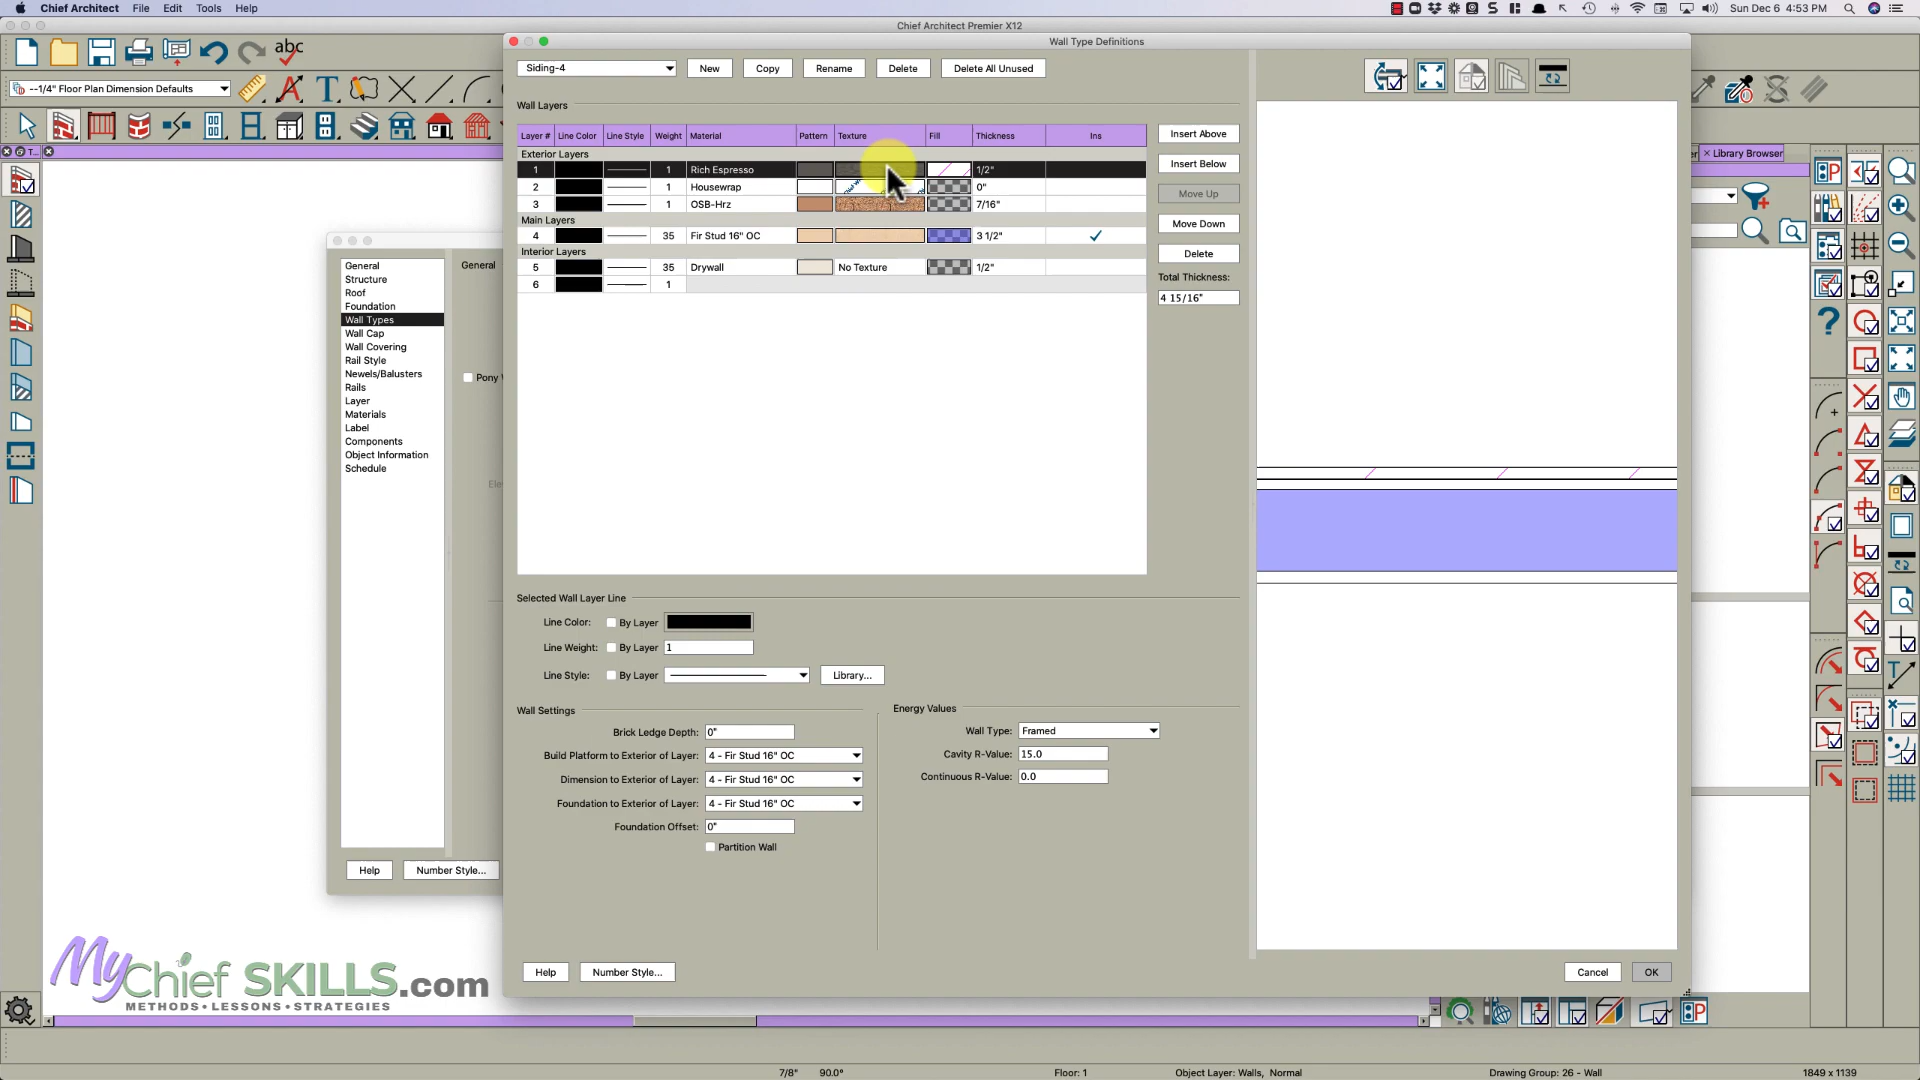 Chief Architect File Edit Tools Help Sun Dec 6 4:53 PM
Chief Architect Premier X12
abc
Wall Type Definitions
--1/4" Floor Plan Dimension Defaults
Siding-4 New Copy Rename Delete Delete All Unused
Wall Layers
Layer # Line Color Line Style Weight Material Pattern Texture Fill Thickness Ins
Exterior Layers
1 1 Rich Espresso 1/2"
2 1 Housewrap 0"
3 1 OSB-Hrz 7/16"
Main Layers
4 35 Fir Stud 16" OC 3 1/2"
Interior Layers
5 35 Drywall No Texture 1/2"
6 1
Insert Above
Insert Below
Move Up
Move Down
Delete
Total Thickness:
4 15/16"
Library Browser
General
Structure
Roof
Foundation
Wall Types
Wall Cap
Wall Covering
Rail Style
Newels/Balusters
Rails
Layer
Materials
Label
Components
Object Information
Schedule
General
Pony
Help Number Style...
Selected Wall Layer Line
Line Color: By Layer
Line Weight: By Layer 1
Line Style: By Layer Library...
Wall Settings
Brick Ledge Depth: 0"
Build Platform to Exterior of Layer: 4 - Fir Stud 16" OC
Dimension to Exterior of Layer: 4 - Fir Stud 16" OC
Foundation to Exterior of Layer: 4 - Fir Stud 16" OC
Foundation Offset: 0"
Partition Wall
Energy Values
Wall Type: Framed
Cavity R-Value: 15.0
Continuous R-Value: 0.0
Help Number Style... Cancel OK
MyChief SKILLS.com
METHODS • LESSONS • STRATEGIES
7/8" 90.0° Floor: 1 Object Layer: Walls, Normal Drawing Group: 26 - Wall 1849 x 1139